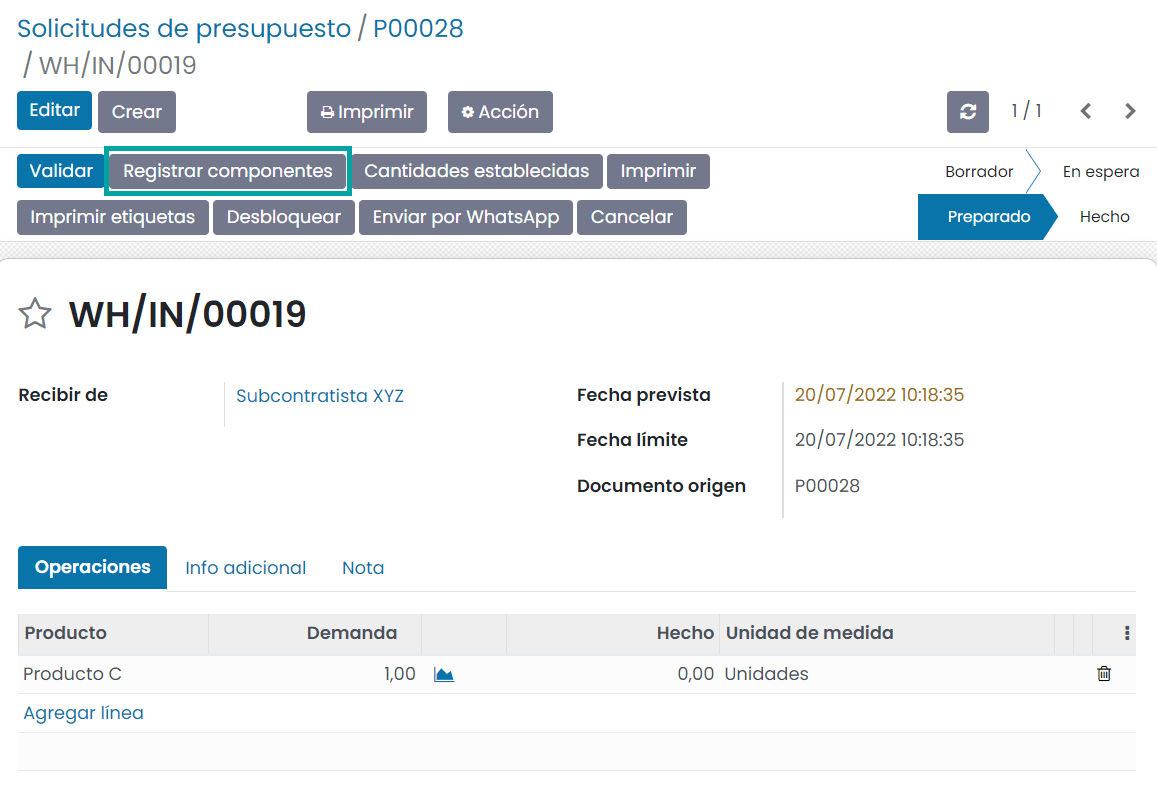 Solicitudes de presupuesto / P00028
/ WH/IN/00019
Editar Crear Imprimir Acción 1 / 1
Validar Registrar componentes Cantidades establecidas Imprimir Borrador En espera
Imprimir etiquetas Desbloquear Enviar por WhatsApp Cancelar Preparado Hecho
WH/IN/00019
Recibir de Subcontratista XYZ Fecha prevista 20/07/2022 10:18:35
Fecha límite 20/07/2022 10:18:35
Documento origen P00028
Operaciones Info adicional Nota
Producto Demanda Hecho Unidad de medida
Producto C 1,00 0,00 Unidades
Agregar línea